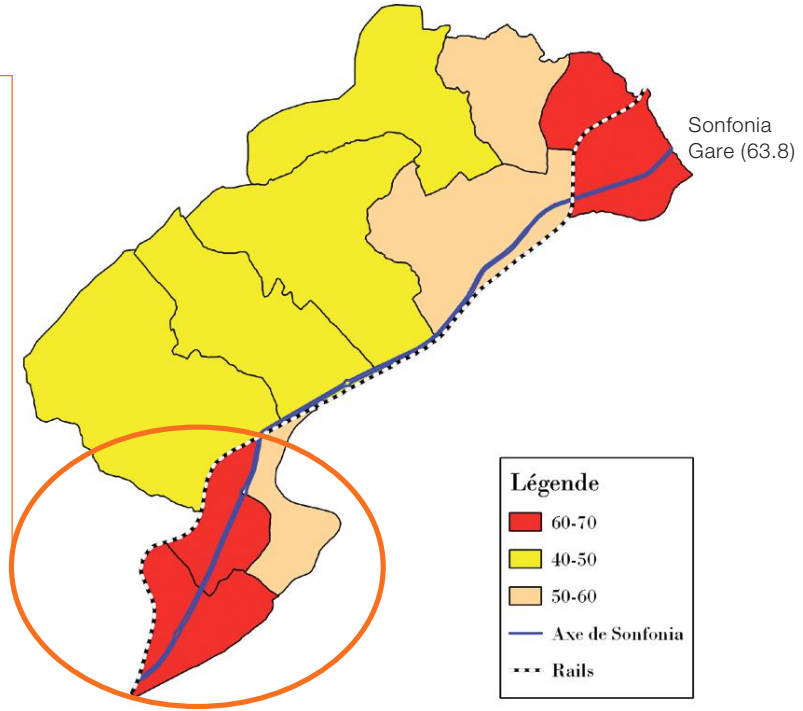 Sonfonia
Gare (63.8)
Légende
60-70
40-50
50-60
Axe de Sonfonia
Rails